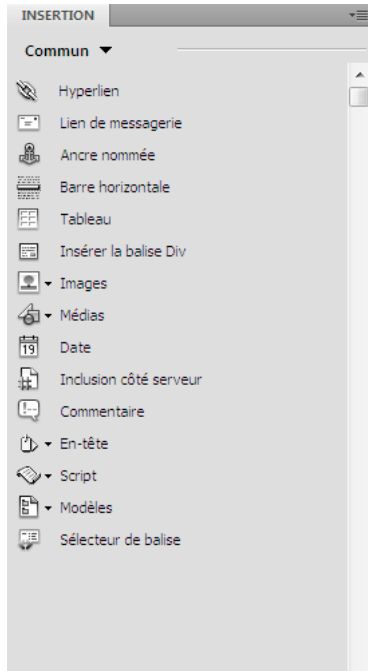 INSERTION
Commun
Hyperlien
Lien de messagerie
Ancre nommée
Barre horizontale
Tableau
Insérer la balise Div
Images
Médias
19 Date
Inclusion côté serveur
Commentaire
En-tête
Script
Modèles
Sélecteur de balise